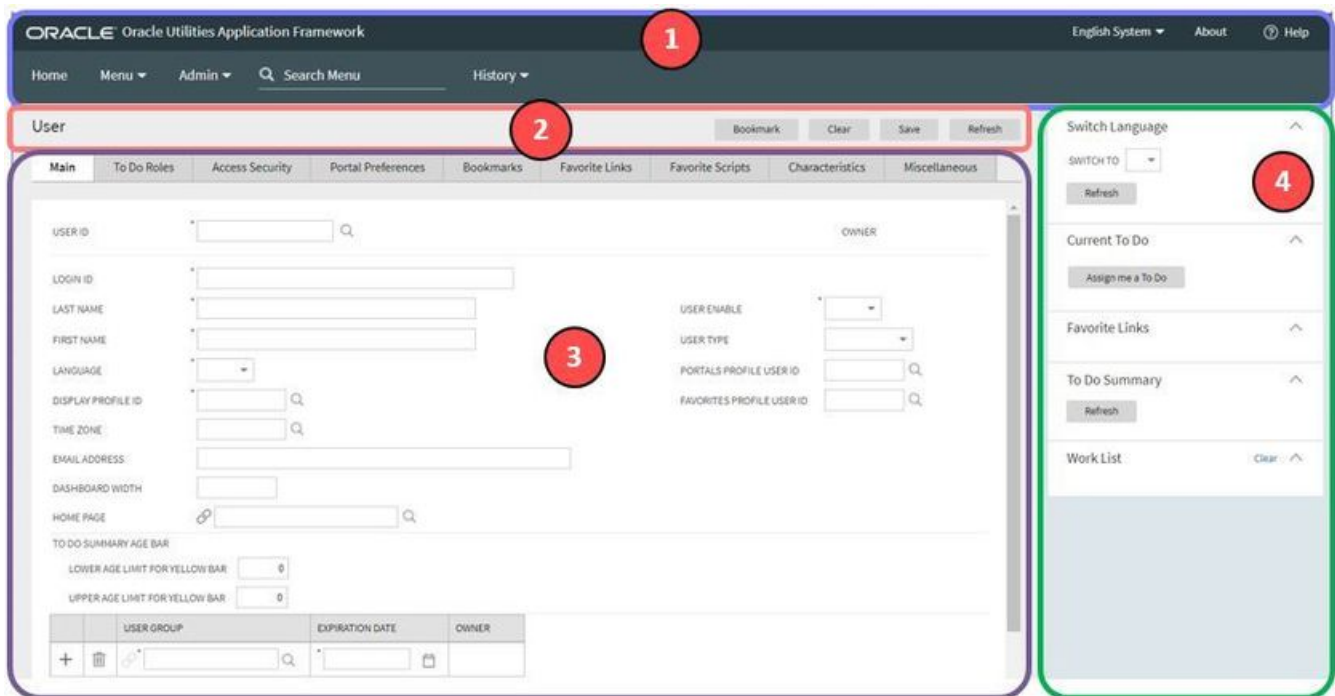 ORACLE Oracle Utilities Application Framework
English System About Help
Home Menu Admin Search Menu History
1
User
Bookmark Clear Save Refresh
2
Main To Do Roles Access Security Portal Preferences Bookmarks Favorite Links Favorite Scripts Characteristics Miscellaneous
USER ID * OWNER
LOGIN ID *
LAST NAME * USER ENABLE *
FIRST NAME * USER TYPE
LANGUAGE * PORTALS PROFILE USER ID
DISPLAY PROFILE ID * FAVORITES PROFILE USER ID
TIME ZONE
EMAIL ADDRESS
DASHBOARD WIDTH
HOME PAGE
TO DO SUMMARY AGE BAR
LOWER AGE LIMIT FOR YELLOW BAR 0
UPPER AGE LIMIT FOR YELLOW BAR 0
USER GROUP EXPIRATION DATE OWNER
+ * *
3
Switch Language
SWITCH TO
Refresh
Current To Do
Assign me a To Do
Favorite Links
To Do Summary
Refresh
Work List Clear
4